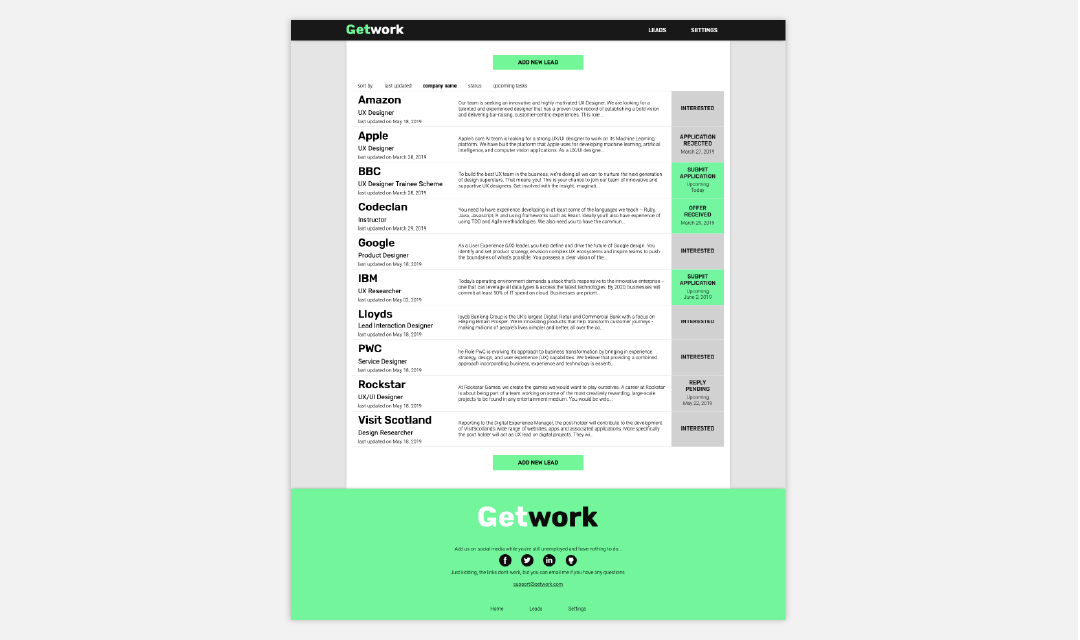 Getwork
LEADS
SETTINGS
ADD NEW LEAD
sort by
last updated
company name
status
upcoming tasks
Amazon
UX Designer
last updated on May 18, 2019
Our team is seeking an innovative and highly motivated UX Designer. We are looking for a
talented and experienced designer that has a proven track record of establishing a bold vision
and delivering barraising, customer-centric experiences. This role...
INTERESTED
Apple
UX Designer
last updated on March 28, 2019
Apple's core AI team is looking for a strong UX/UI designer to work on its Machine Learning
platform. We have built the platform that Apple uses for developing machine learning, artificial
intelligence, and computer vision applications. As a UX/UI designe...
APPLICATION
REJECTED
March 27, 2019
BBC
UX Designer Trainee Scheme
last updated on March 28, 2019
To build the best UX team in the business, we're doing all we can to nurture the next generation
of design superstars. That means you! This is your chance to join our team of innovative and
supportive UX designers. Get involved with the insight, imaginati...
SUBMIT
APPLICATION
Upcoming
Today
Codeclan
Instructor
last updated on March 29, 2019
You need to have experience developing in at least some of the languages we teach – Ruby,
Java, Javascript, R and using frameworks such as React. Ideally you'll also have experience of
using TDD and Agile methodologies. We also need you to have the commun...
OFFER
RECEIVED
March 29, 2019
Google
Product Designer
last updated on May 18, 2019
As a User Experience (UX) leader, you help define and drive the future of Google design. You
identify and set product strategy, envision complex UX ecosystems and inspire teams to push
the boundaries of what's possible. You possess a clear vision of the...
INTERESTED
IBM
UX Researcher
last updated on May 02, 2019
Today's operating environment demands a stack that's responsive to the innovative enterprise –
one that can leverage all data types & access the latest technologies. By 2020, businesses will
commit at least 50% of IT spend on cloud. Businesses are priorit...
SUBMIT
APPLICATION
Upcoming
June 2, 2019
Lloyds
Lead Interaction Designer
last updated on May 18, 2019
loyds Banking Group is the UK's largest Digital Retail and Commercial Bank with a focus on
Helping Britain Prosper. We're innovating products that help transform customer journeys -
making millions of people's lives simpler and better, all over the co...
INTERESTED
PWC
Service Designer
last updated on May 18, 2019
he Role PwC is evolving its approach to business transformation by bringing in experience
strategy, design, and user experience (UX) capabilities. We believe that providing a combined
approach incorporating business, experience and technology is essenti...
INTERESTED
Rockstar
UX/UI Designer
last updated on May 18, 2019
At Rockstar Games, we create the games we would want to play ourselves. A career at Rockstar
is about being part of a team working on some of the most creatively rewarding, large-scale
projects to be found in any entertainment medium. You would be welc...
REPLY
PENDING
Upcoming
May 22, 2019
Visit Scotland
Design Researcher
last updated on May 18, 2019
Reporting to the Digital Experience Manager, the post-holder will contribute to the development
of VisitScotland's wide range of websites, apps and associated applications. More specifically
the post holder will act as UX lead on digital projects. They wi...
INTERESTED
ADD NEW LEAD
Getwork
Add us on social media while you're still unemployed and have nothing to do...
Just kidding, the links don't work, but you can email me if you have any questions.
support@getwork.com
Home
Leads
Settings